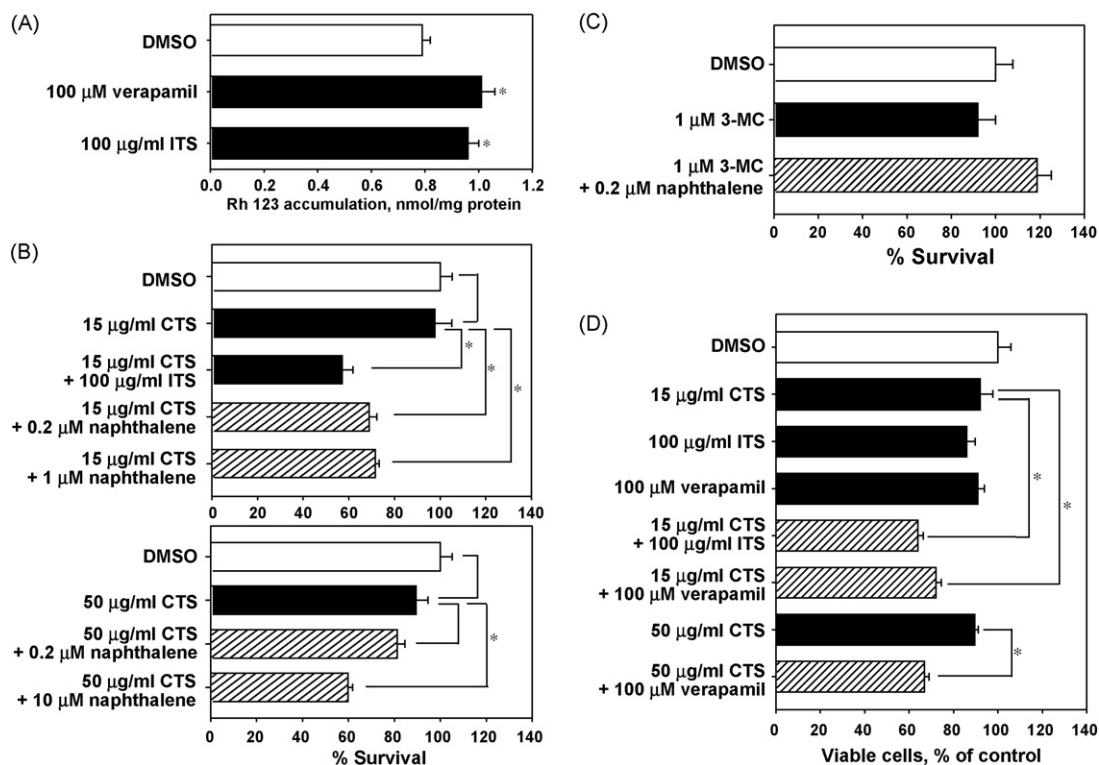 (A)
DMSO
100 μM verapamil
*
100 μg/ml ITS
*
0.0 0.2 0.4 0.6 0.8 1.0 1.2
Rh 123 accumulation, nmol/mg protein
(B)
DMSO
15 μg/ml CTS
15 μg/ml CTS
+ 100 μg/ml ITS
*
15 μg/ml CTS
+ 0.2 μM naphthalene
*
15 μg/ml CTS
+ 1 μM naphthalene
*
0 20 40 60 80 100 120 140
DMSO
50 μg/ml CTS
50 μg/ml CTS
+ 0.2 μM naphthalene
*
50 μg/ml CTS
+ 10 μM naphthalene
0 20 40 60 80 100 120 140
% Survival
(C)
DMSO
1 μM 3-MC
1 μM 3-MC
+ 0.2 μM naphthalene
0 20 40 60 80 100 120 140
% Survival
(D)
DMSO
15 μg/ml CTS
100 μg/ml ITS
*
*
100 μM verapamil
15 μg/ml CTS
+ 100 μg/ml ITS
15 μg/ml CTS
+ 100 μM verapamil
50 μg/ml CTS
*
50 μg/ml CTS
+ 100 μM verapamil
0 20 40 60 80 100 120 140
Viable cells, % of control